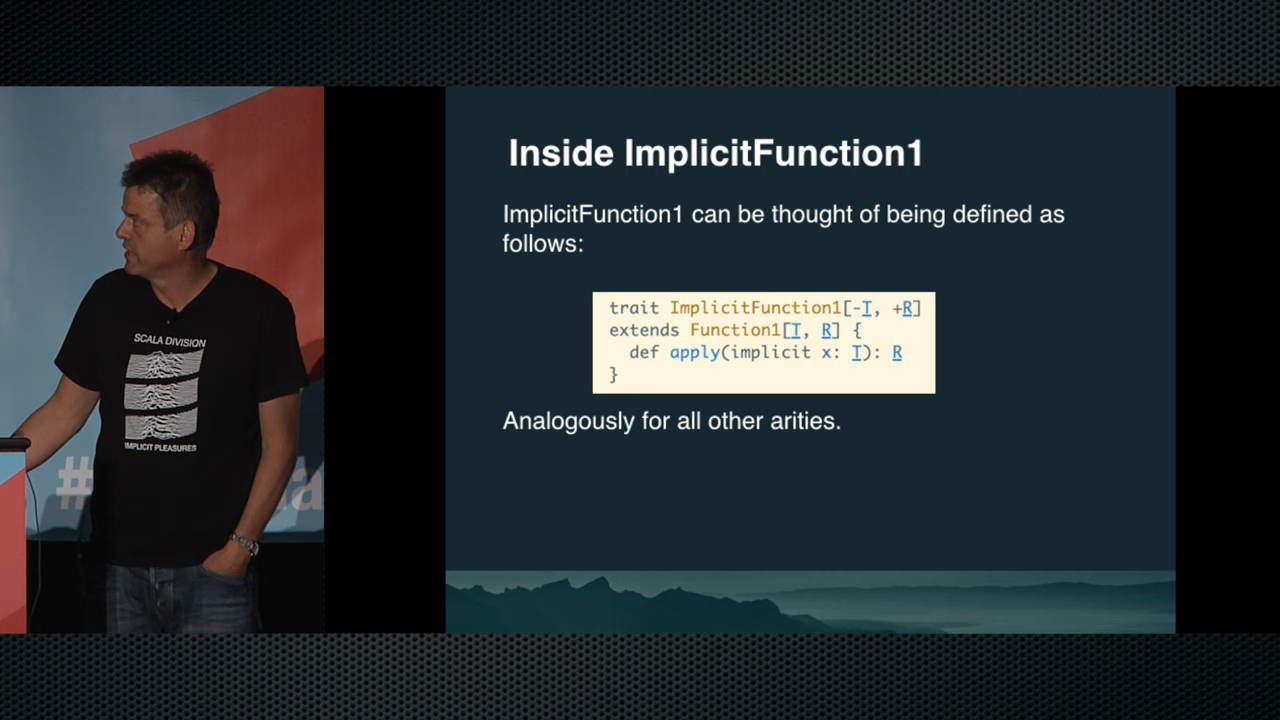 SCALA DIVISION
IMPLICIT PLEASURES
#
a
Inside ImplicitFunction1
ImplicitFunction1 can be thought of being defined as
follows:
trait ImplicitFunction1[-T, +R]
extends Function1[T, R] {
def apply(implicit x: T): R
}
Analogously for all other arities.